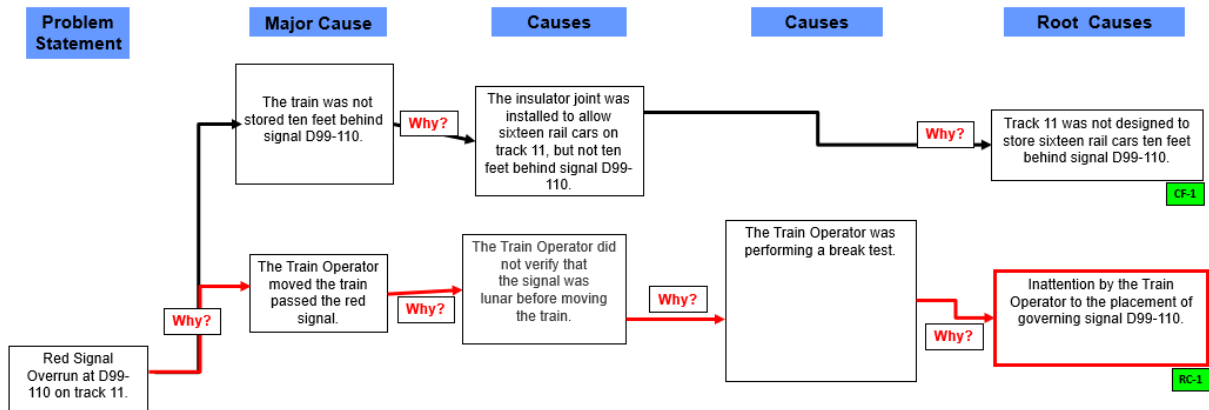 Problem
Statement
Major Cause
Causes
Causes
Root Causes
The train was not
stored ten feet behind
signal D99-110.
Why?
The insulator joint was
installed to allow
sixteen rail cars on
track 11, but not ten
feet behind signal D99-
110.
Why?
Track 11 was not designed to
store sixteen rail cars ten feet
behind signal D99-110.
CF-1
Red Signal
Overrun at D99-
110 on track 11.
Why?
The Train Operator
moved the train
passed the red
signal.
Why?
The Train Operator did
not verify that
the signal was
lunar before moving
the train.
Why?
The Train Operator was
performing a break test.
Why?
Inattention by the Train
Operator to the placement of
governing signal D99-110.
RC-1